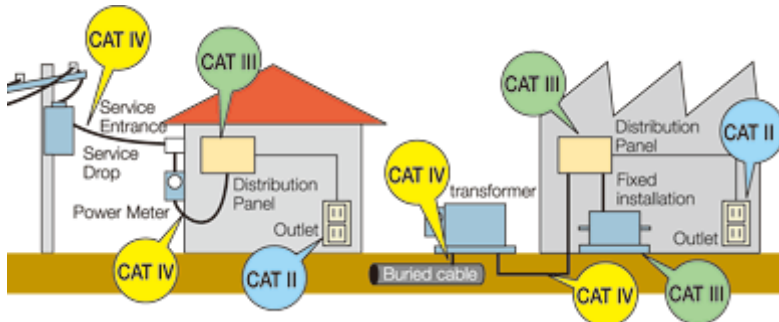 CAT IV
CAT III
Service
Entrance
Service
Drop
Power Meter
Distribution
Panel
Outlet
CAT IV
CAT II
CAT IV
transformer
Buried cable
CAT III
Distribution
Panel
CAT II
Fixed
installation
Outlet
CAT IV
CAT III